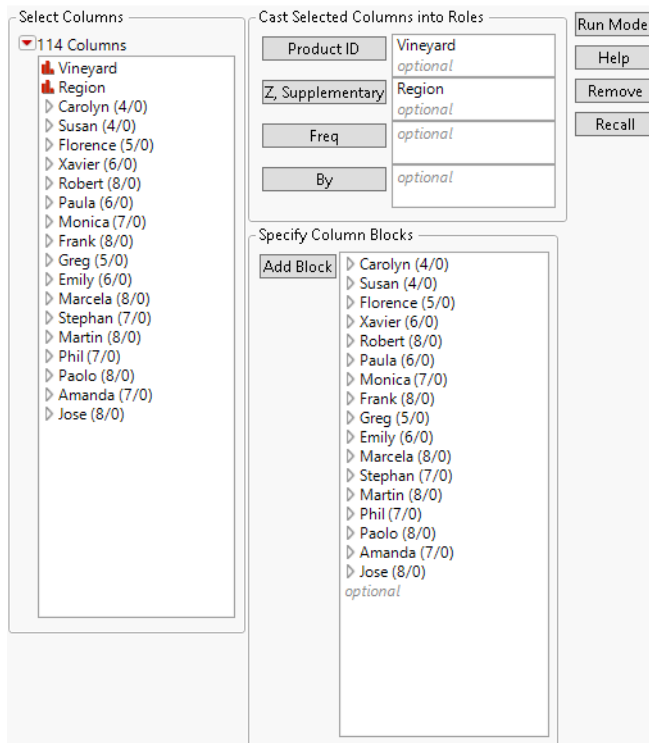 Select Columns
114 Columns
Vineyard
Region
Carolyn (4/0)
Susan (4/0)
Florence (5/0)
Xavier (6/0)
Robert (8/0)
Paula (6/0)
Monica (7/0)
Frank (8/0)
Greg (5/0)
Emily (6/0)
Marcela (8/0)
Stephan (7/0)
Martin (8/0)
Phil (7/0)
Paolo (8/0)
Amanda (7/0)
Jose (8/0)
Cast Selected Columns into Roles
Product ID
Vineyard
optional
Z, Supplementary
Region
optional
Freq
optional
By
optional
Run Model
Help
Remove
Recall
Specify Column Blocks
Add Block
Carolyn (4/0)
Susan (4/0)
Florence (5/0)
Xavier (6/0)
Robert (8/0)
Paula (6/0)
Monica (7/0)
Frank (8/0)
Greg (5/0)
Emily (6/0)
Marcela (8/0)
Stephan (7/0)
Martin (8/0)
Phil (7/0)
Paolo (8/0)
Amanda (7/0)
Jose (8/0)
optional